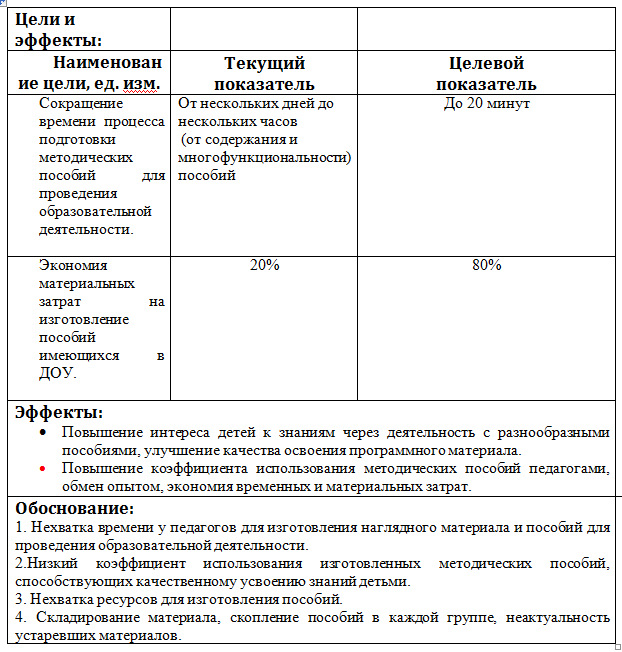 Цели и
эффекты:
Наименован
ие цели, ед. изм.
Текущий
показатель
Целевой
показатель
Сокращение
времени процесса
подготовки
методических
пособий для
проведения
образовательной
деятельности.
От нескольких дней до
нескольких часов
(от содержания и
многофункциональности)
пособий
До 20 минут
Экономия
материальных
затрат на
изготовление
пособий
имеющихся в
ДОУ.
20%
80%
Эффекты:
• Повышение интереса детей к знаниям через деятельность с разнообразными
пособиями, улучшение качества освоения программного материала.
• Повышение коэффициента использования методических пособий педагогами,
обмен опытом, экономия временных и материальных затрат.
Обоснование:
1. Нехватка времени у педагогов для изготовления наглядного материала и пособий для
проведения образовательной деятельности.
2.Низкий коэффициент использования изготовленных методических пособий,
способствующих качественному усвоению знаний детьми.
3. Нехватка ресурсов для изготовления пособий.
4. Складирование материала, скопление пособий в каждой группе, неактуальность
устаревших материалов.